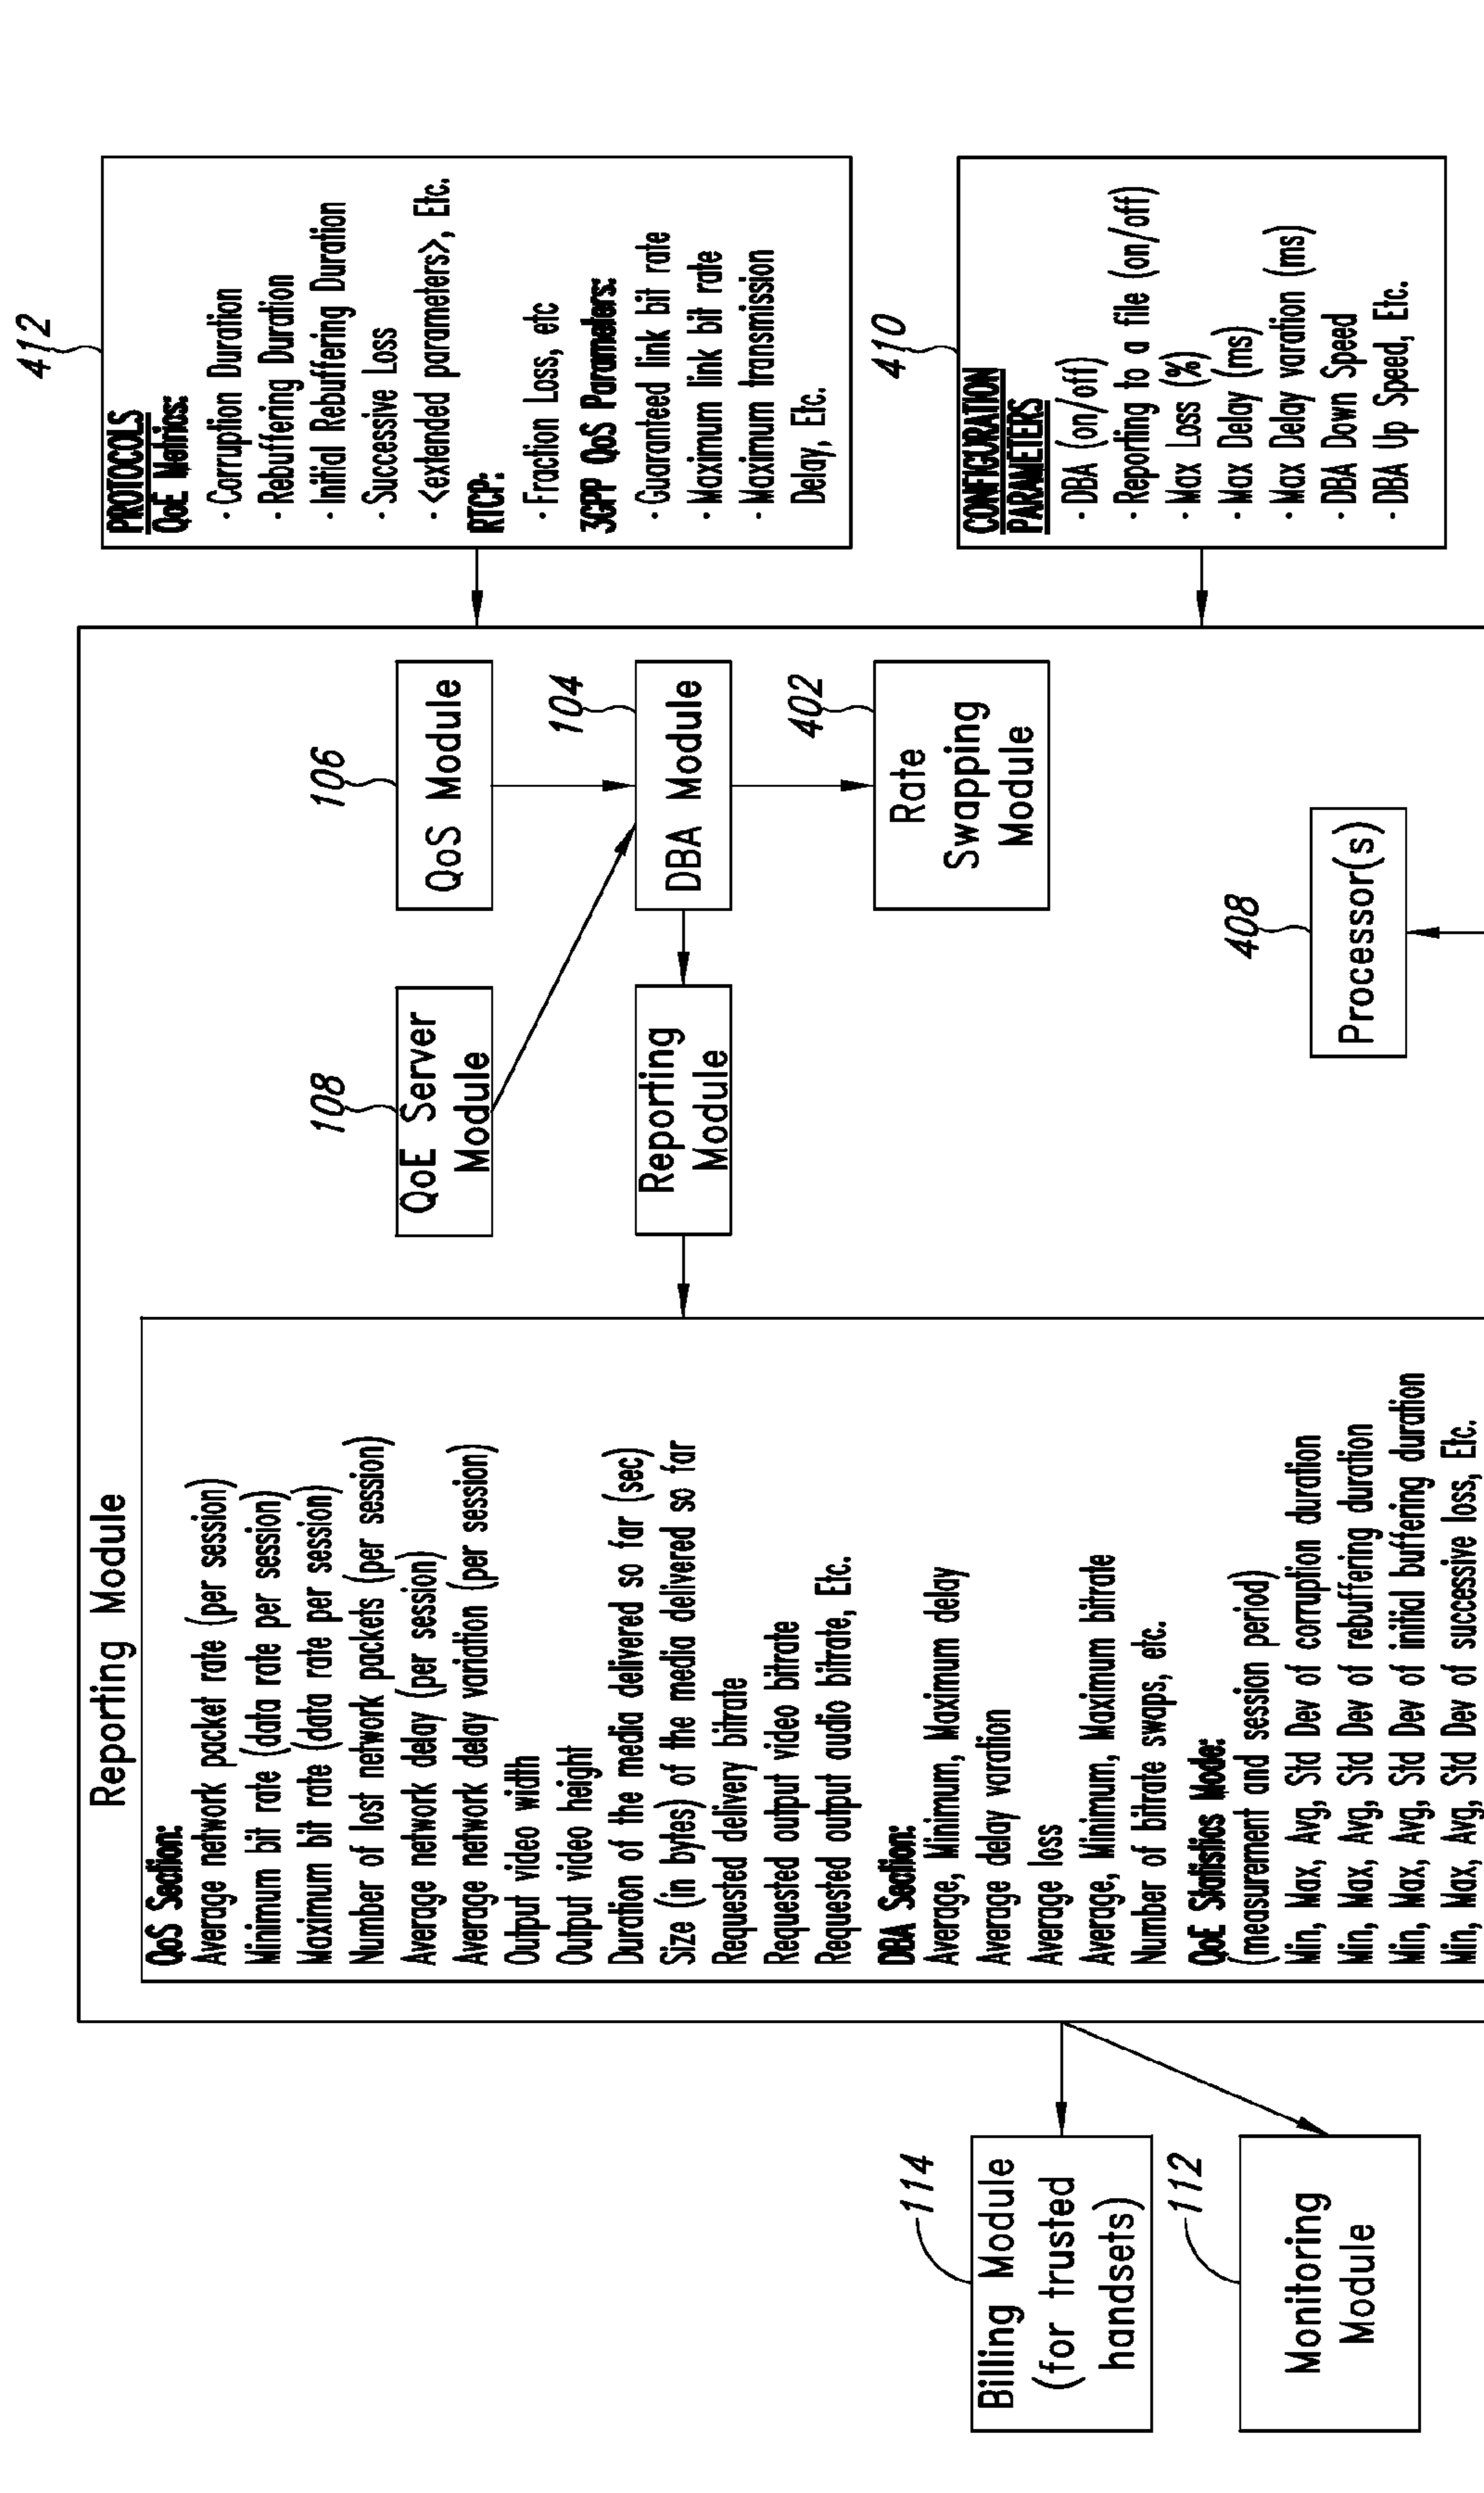 412
PROTOCOLS
QoE Metrics:
· Corruption Duration
· Rebuffering Duration
· Initial Rebuffering Duration
· Successive Loss
· <extended parameters>, Etc.
RTCP:
· Fraction Loss, etc
3GPP QoS Parameters:
· Guaranteed link bit rate
· Maximum link bit rate
· Maximum transmission
Delay, Etc.
410
CONFIGURATION
PARAMETERS
· DBA (on/off)
· Reporting to a file (on/off)
· Max Loss (%)
· Max Delay (ms)
· Max Delay varation (ms)
· DBA Down Speed
· DBA Up Speed, Etc.
106
QoS Module
104
DBA Module
402
Rate
Swapping
Module
108
QoE Server
Module
Reporting
Module
408
Processor(s)
Reporting Module
QoS Section:
Average network packet rate (per session)
Minimum bit rate (data rate per session)
Maximum bit rate (data rate per session)
Number of lost network packets (per session)
Average network delay (per session)
Average network delay variation (per session)
Output video width
Output video height
Duration of the media delivered so far (sec)
Size (in bytes) of the media delivered so far
Requested delivery bitrate
Requested output video bitrate
Requested output audio bitrate, Etc.
DBA Section:
Average, Minimum, Maximum delay
Average delay varation
Average loss
Average, Minimum, Maximum bitrate
Number of bitrate swaps, etc.
QoE Statistics Mode:
(measurement and session period)
Min, Max, Avg, Std Dev of corruption duration
Min, Max, Avg, Std Dev of rebuffering duration
Min, Max, Avg, Std Dev of initial buffering duration
Min, Max, Avg, Std Dev of successive loss, Etc.
114
Billing Module
(for trusted
handsets)
112
Monitoring
Module